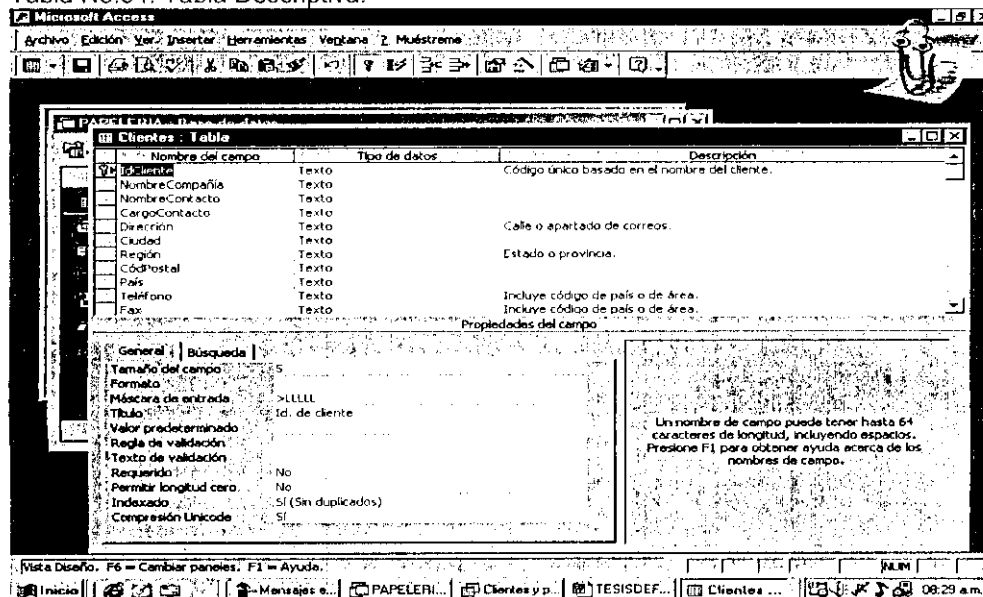 Tabla No.01. Tabla Descriptiva.
Microsoft Access
Archivo Edición Ver Insertar Herramientas Ventana ? Muéstreme
PAPELERIA : Base de datos
Clientes : Tabla
Nombre del campo Tipo de datos Descripción
IdCliente Texto Código único basado en el nombre del cliente.
NombreCompañía Texto
NombreContacto Texto
CargoContacto Texto
Dirección Texto Calle o apartado de correos.
Ciudad Texto
Región Texto Estado o provincia.
CódPostal Texto
País Texto
Teléfono Texto Incluye código de país o de área.
Fax Texto Incluye código de país o de área.
Propiedades del campo
General Búsqueda
Tamaño del campo 5
Formato
Máscara de entrada >LLLLL
Título Id. de cliente
Valor predeterminado
Regla de validación
Texto de validación
Requerido No
Permitir longitud cero No
Indexado Sí (Sin duplicados)
Compresión Unicode Sí
Un nombre de campo puede tener hasta 64
caracteres de longitud, incluyendo espacios.
Presione F1 para obtener ayuda acerca de los
nombres de campo.
Vista Diseño. F6 = Cambiar paneles. F1 = Ayuda. NUM
Inicio Mensajes e... PAPELERI... Clientes y p... TESISDEF... Clientes ... 08:29 a.m.